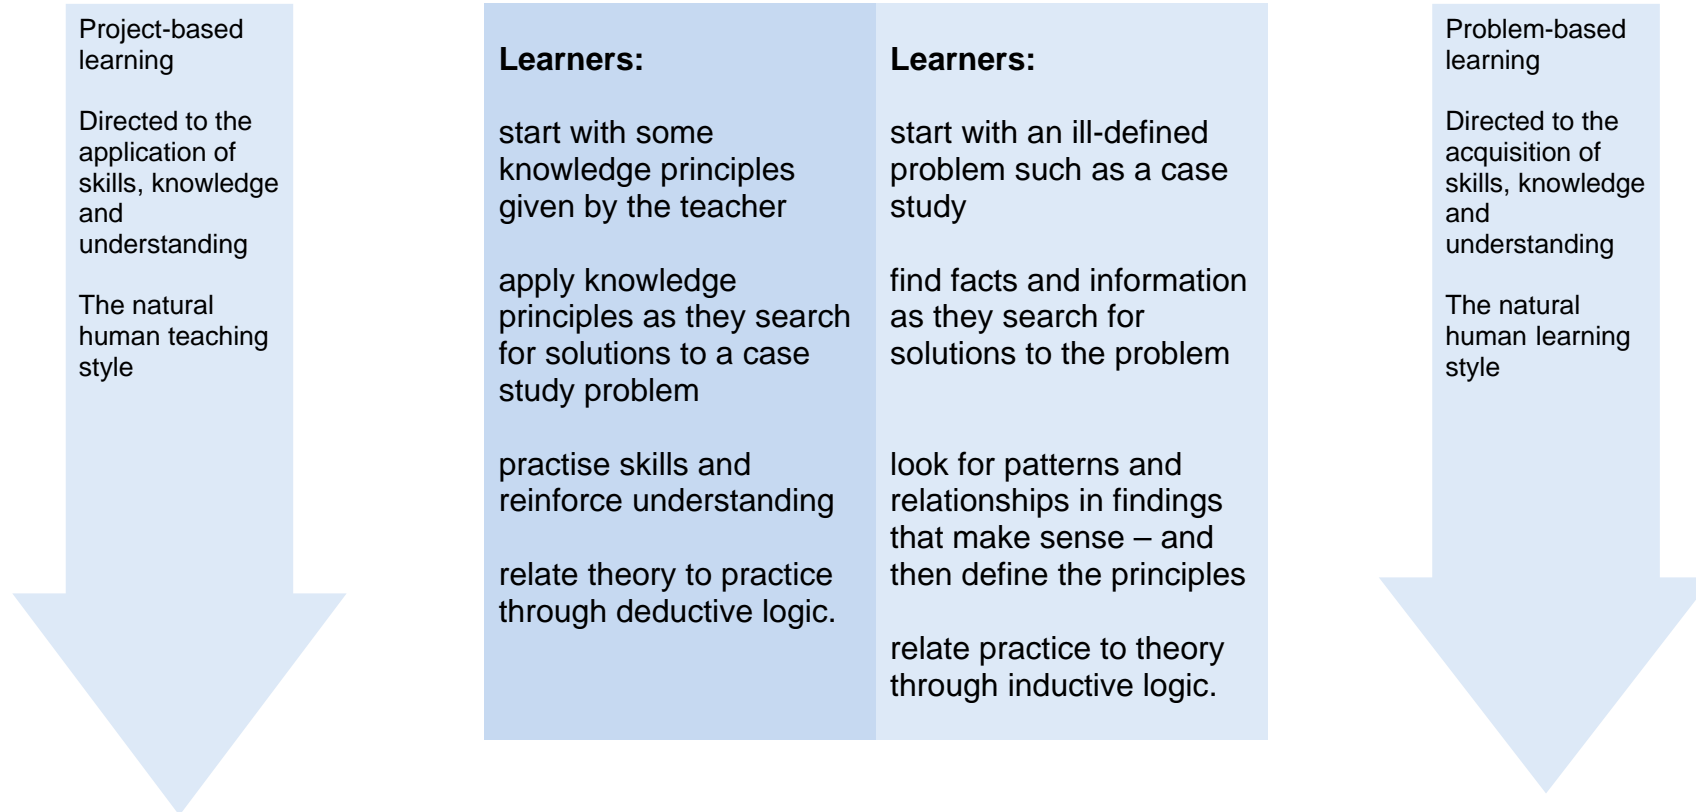 Project-based
learning
Directed to the
application of
skills, knowledge
and
understanding
The natural
human teaching
style
Learners:
start with some
knowledge principles
given by the teacher
apply knowledge
principles as they search
for solutions to a case
study problem
practise skills and
reinforce understanding
relate theory to practice
through deductive logic.
Learners:
start with an ill-defined
problem such as a case
study
find facts and information
as they search for
solutions to the problem
look for patterns and
relationships in findings
that make sense – and
then define the principles
relate practice to theory
through inductive logic.
Problem-based
learning
Directed to the
acquisition of
skills, knowledge
and
understanding
The natural
human learning
style